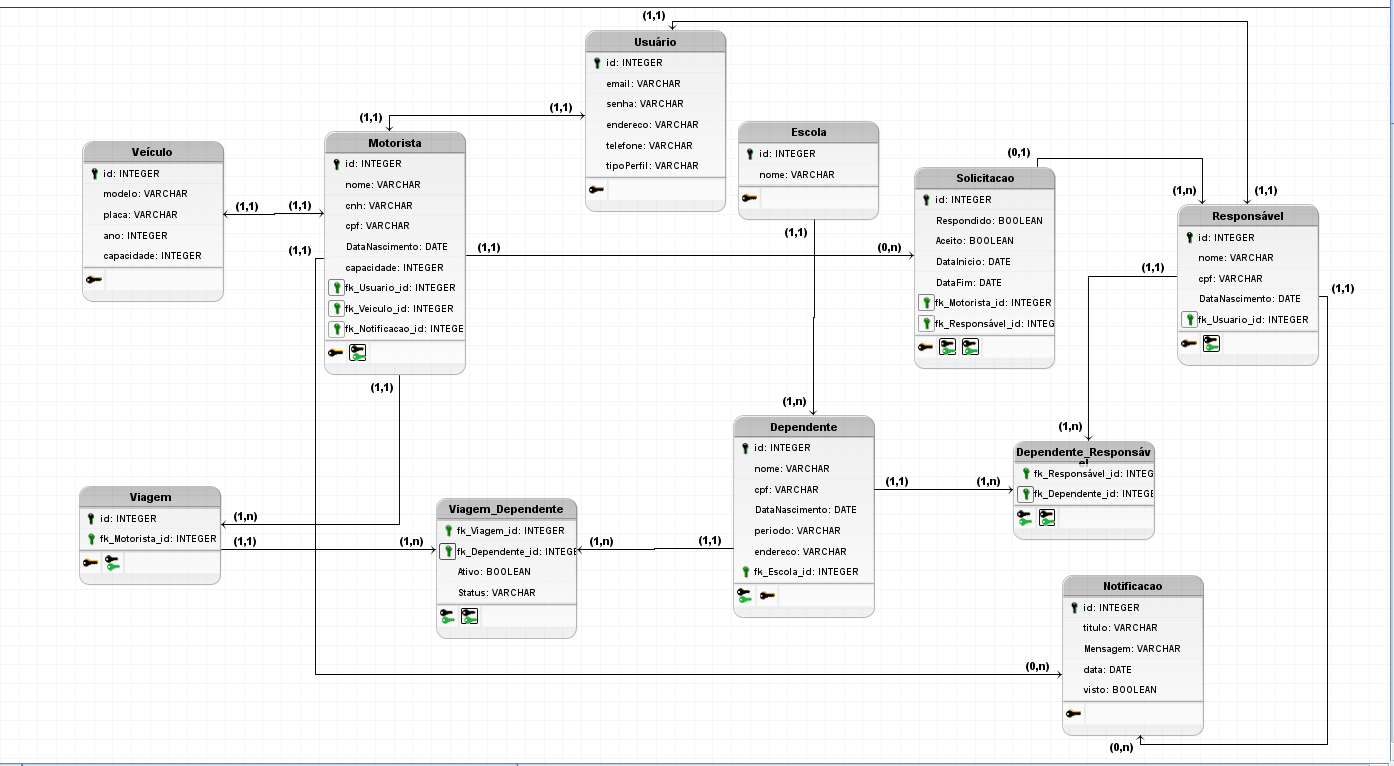 (1,1)
Usuário
id: INTEGER
email: VARCHAR
senha: VARCHAR
endereco: VARCHAR
telefone: VARCHAR
tipoPerfil: VARCHAR
(1,1)
(1,1)
Escola
id: INTEGER
nome: VARCHAR
(1,1)
Veículo
id: INTEGER
modelo: VARCHAR
placa: VARCHAR
ano: INTEGER
capacidade: INTEGER
(1,1)
(1,1)
Motorista
id: INTEGER
nome: VARCHAR
cnh: VARCHAR
cpf: VARCHAR
DataNascimento: DATE
capacidade: INTEGER
fk_Usuario_id: INTEGER
fk_Veiculo_id: INTEGER
fk_Notificacao_id: INTEGE
(1,1)
(1,1)
(0,n)
(1,1)
(0,1)
Solicitacao
id: INTEGER
Respondido: BOOLEAN
Aceito: BOOLEAN
DataInicio: DATE
DataFim: DATE
fk_Motorista_id: INTEGER
fk_Responsável_id: INTEG
(1,n)
(1,1)
Responsável
id: INTEGER
nome: VARCHAR
cpf: VARCHAR
DataNascimento: DATE
fk_Usuario_id: INTEGER
(1,1)
(1,1)
(1,n)
Dependente
id: INTEGER
nome: VARCHAR
cpf: VARCHAR
DataNascimento: DATE
periodo: VARCHAR
endereco: VARCHAR
fk_Escola_id: INTEGER
(1,1)
(1,n)
(1,n)
Dependente_Responsáv
el
fk_Responsável_id: INTEG
fk_Dependente_id: INTEGE
Viagem
id: INTEGER
fk_Motorista_id: INTEGER
(1,n)
(1,1)
(1,n)
Viagem_Dependente
fk_Viagem_id: INTEGER
fk_Dependente_id: INTEGE
Ativo: BOOLEAN
Status: VARCHAR
(1,n)
(1,1)
Notificacao
id: INTEGER
titulo: VARCHAR
Mensagem: VARCHAR
data: DATE
visto: BOOLEAN
(0,n)
(0,n)